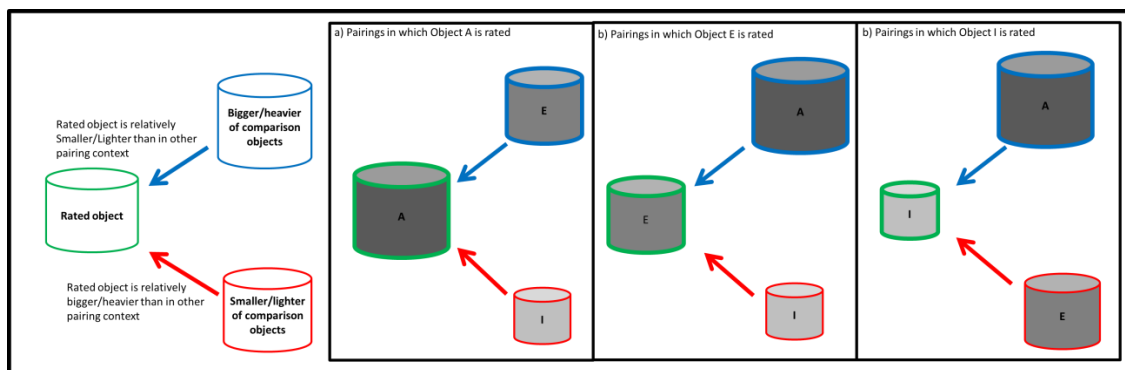 Rated object is relatively
Smaller/Lighter than in other
pairing context
Bigger/heavier
of comparison
objects
Rated object
Rated object is relatively
bigger/heavier than in other
pairing context
Smaller/lighter
of comparison
objects
a) Pairings in which Object A is rated
E
A
I
b) Pairings in which Object E is rated
A
E
I
b) Pairings in which Object I is rated
A
I
E